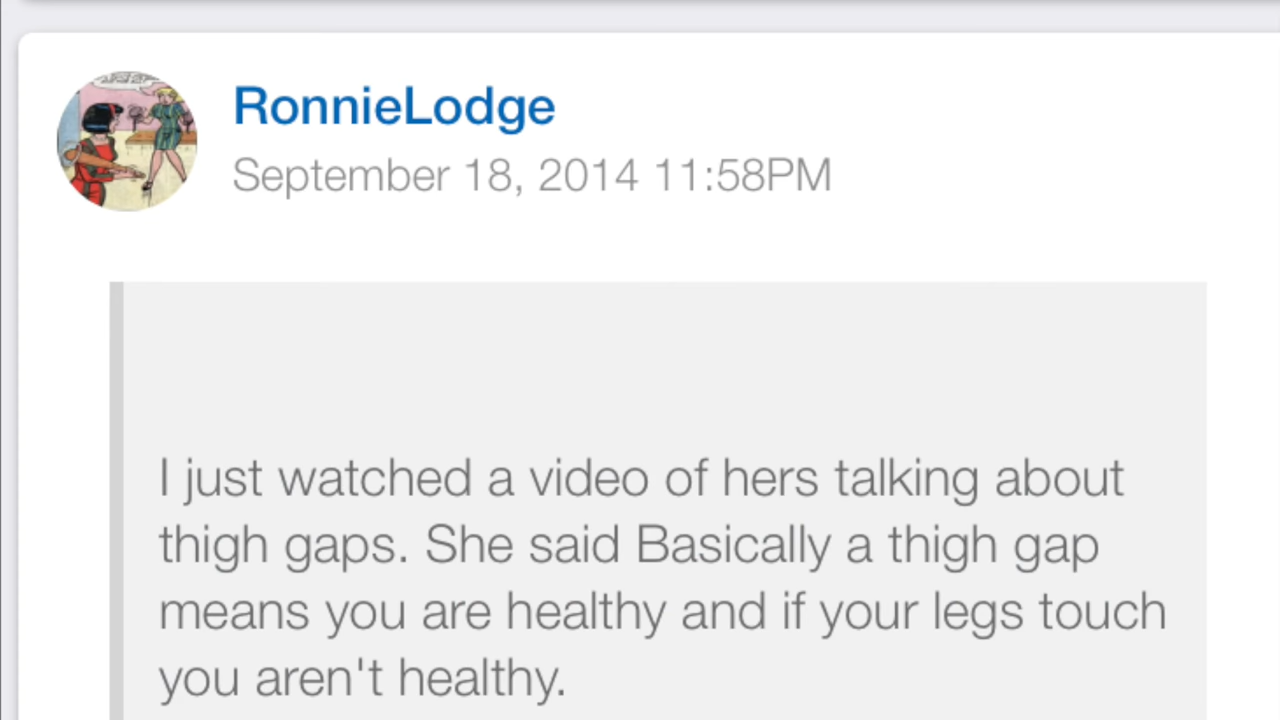 RonnieLodge
September 18, 2014 11:58PM
I just watched a video of hers talking about
thigh gaps. She said Basically a thigh gap
means you are healthy and if your legs touch
you aren't healthy.